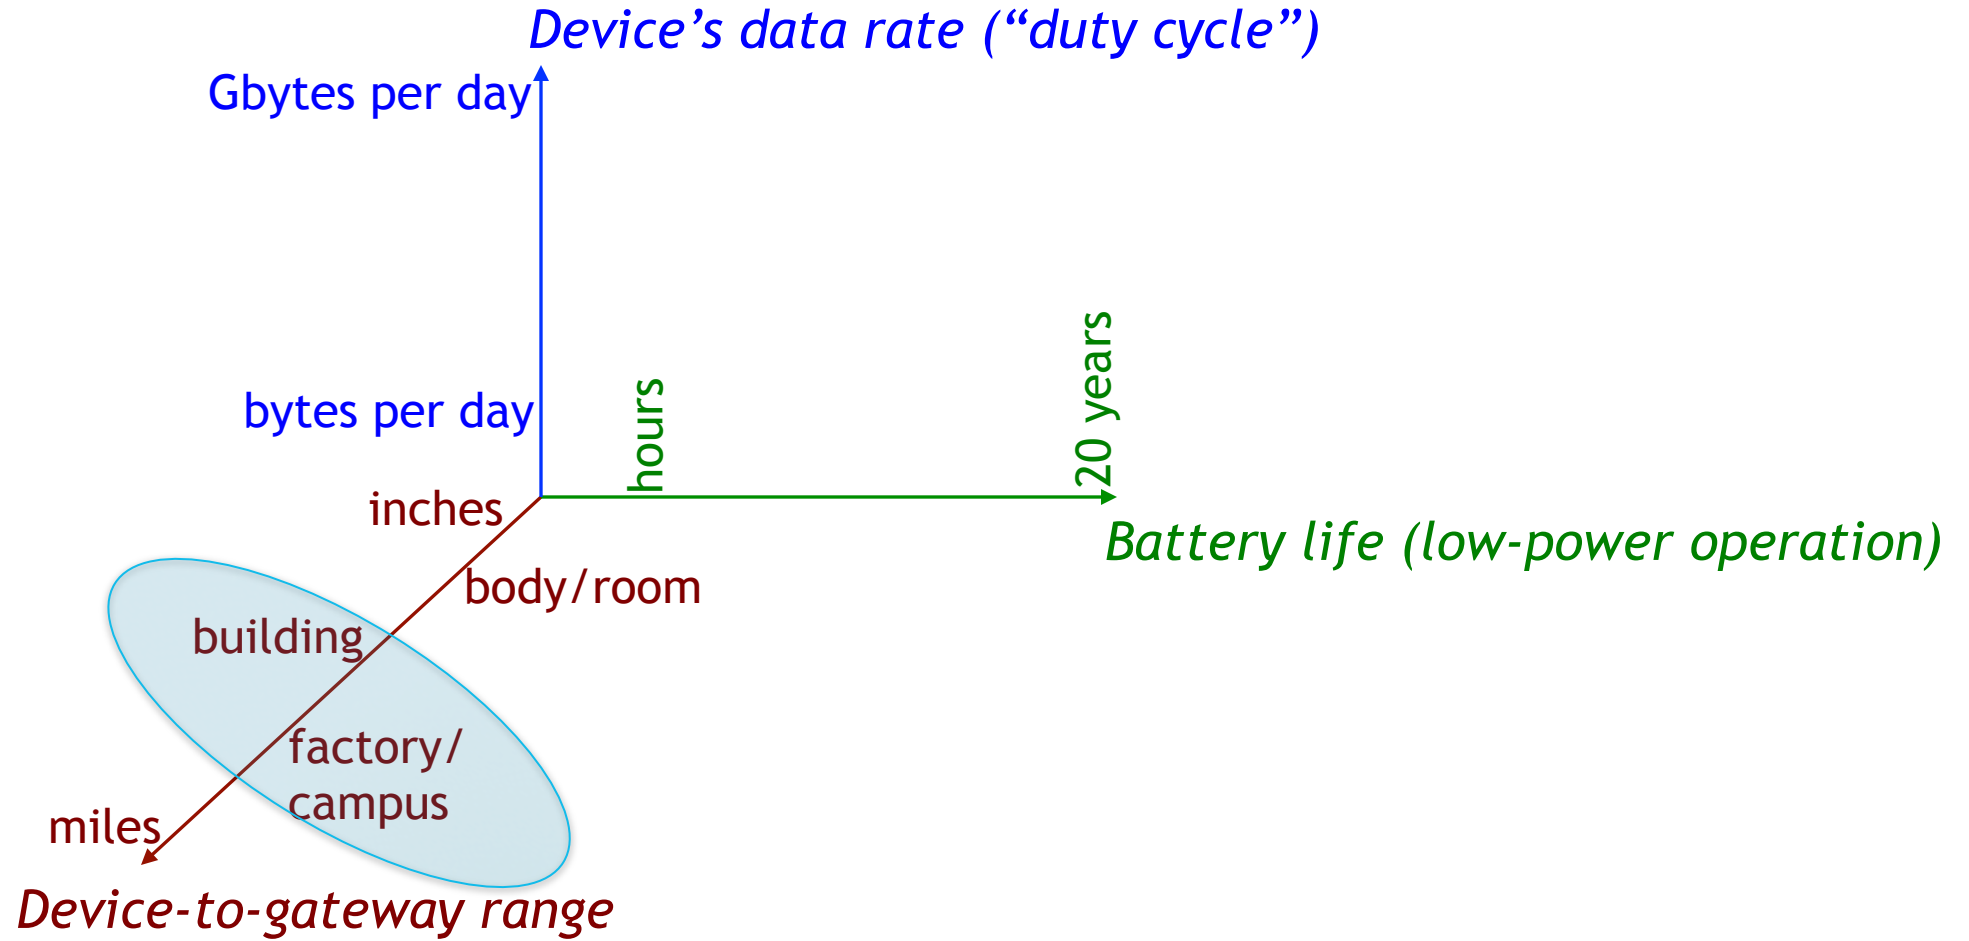 Device’s data rate (“duty cycle”)
Gbytes per day
bytes per day
hours
20 years
inches
Battery life (low-power operation)
body/room
building
factory/
campus
miles
Device-to-gateway range